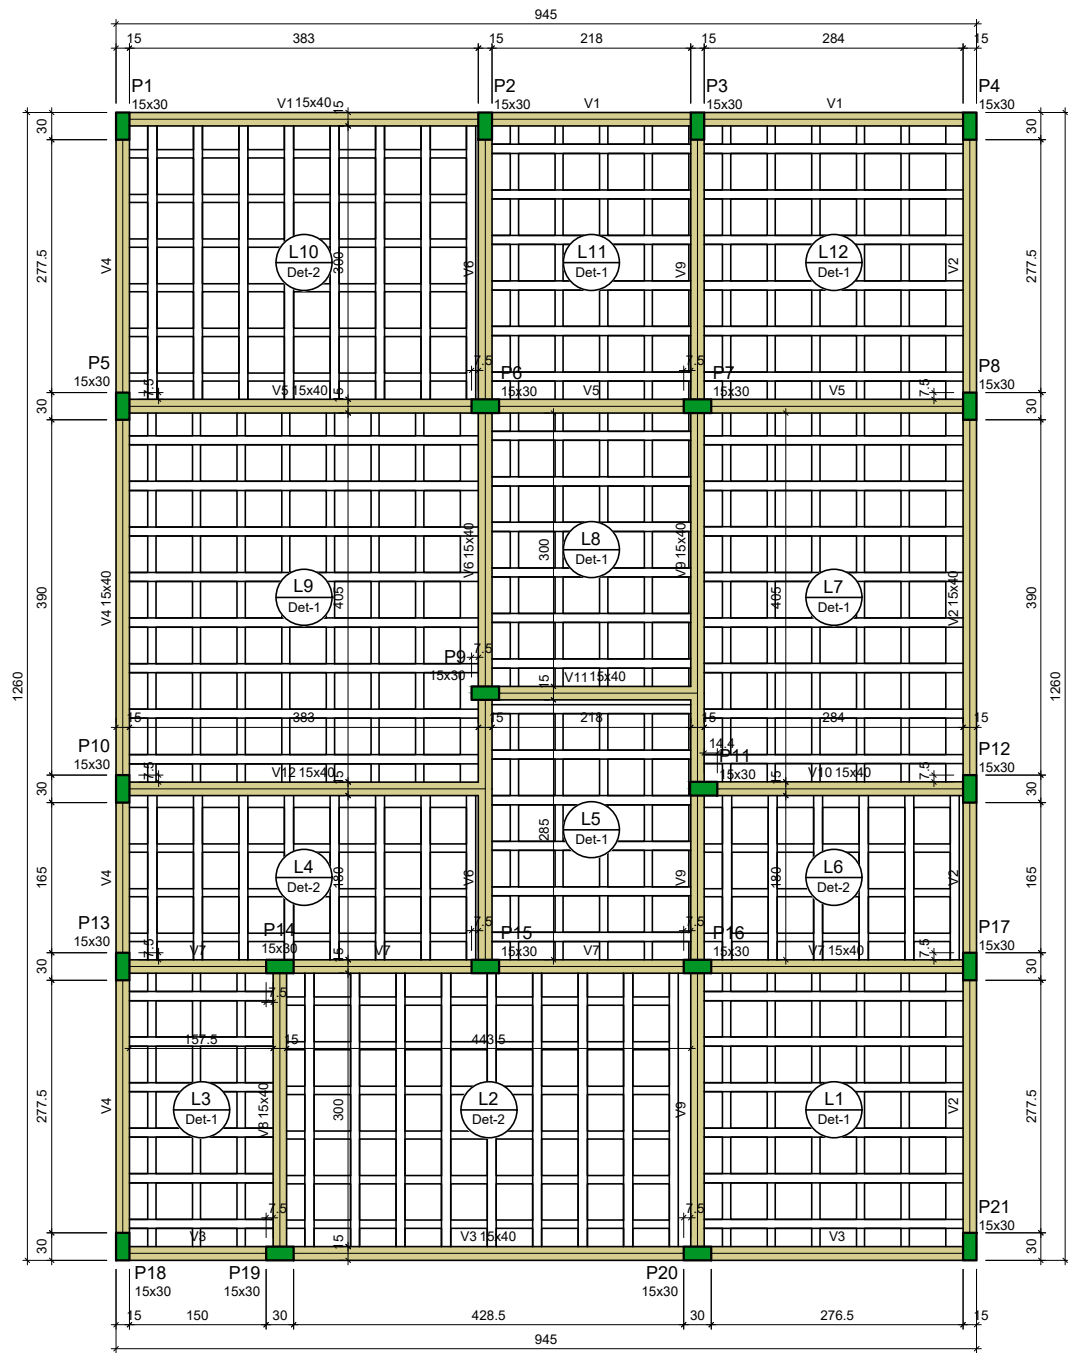 945
15 383 15 218 15 284 15
P1 P2 P3 P4
15x30 V1 15x40 15 15x30 V1 15x30 V1 15x30
30 30
277.5 V4 L10 300 V6 L11 V9 L12 V2 277.5
Det-2 Det-1 Det-1
P5 7.5 7.5 P8
15x30 7.5 P6 P7 7.5 15x30
V5 15x40 15 15x30 V5 15x30 V5
30 30
390 V4 15x40 L9 405 V6 15x40 300 L8 V9 15x40 405 L7 V2 15x40 390
Det-1 Det-1 Det-1
1260 1260
P9 7.5
15x30 15 V11 15x40
15 383 15 218 15 284 15
P10 14.4 P11 P12
15x30 7.5 V12 15x40 15 15x30 15 V10 15x40 7.5 15x30
30 30
165 V4 L4 180 V6 285 L5 V9 180 L6 V2 165
Det-2 Det-1 Det-2
P13 P14 7.5 P15 7.5 P16 P17
15x30 7.5 V7 15x30 V7 15 15x30 V7 15x30 V7 15x40 7.5 15x30
30 30
7.5
157.5 15 443.5
277.5 V4 L3 V8 15x40 300 L2 V9 L1 V2 277.5
Det-1 Det-2 Det-1
7.5 7.5 P21
15x30
30 V3 15 V3 15x40 V3 30
P18 P19 P20
15x30 15x30 15x30
15 150 30 428.5 30 276.5 15
945